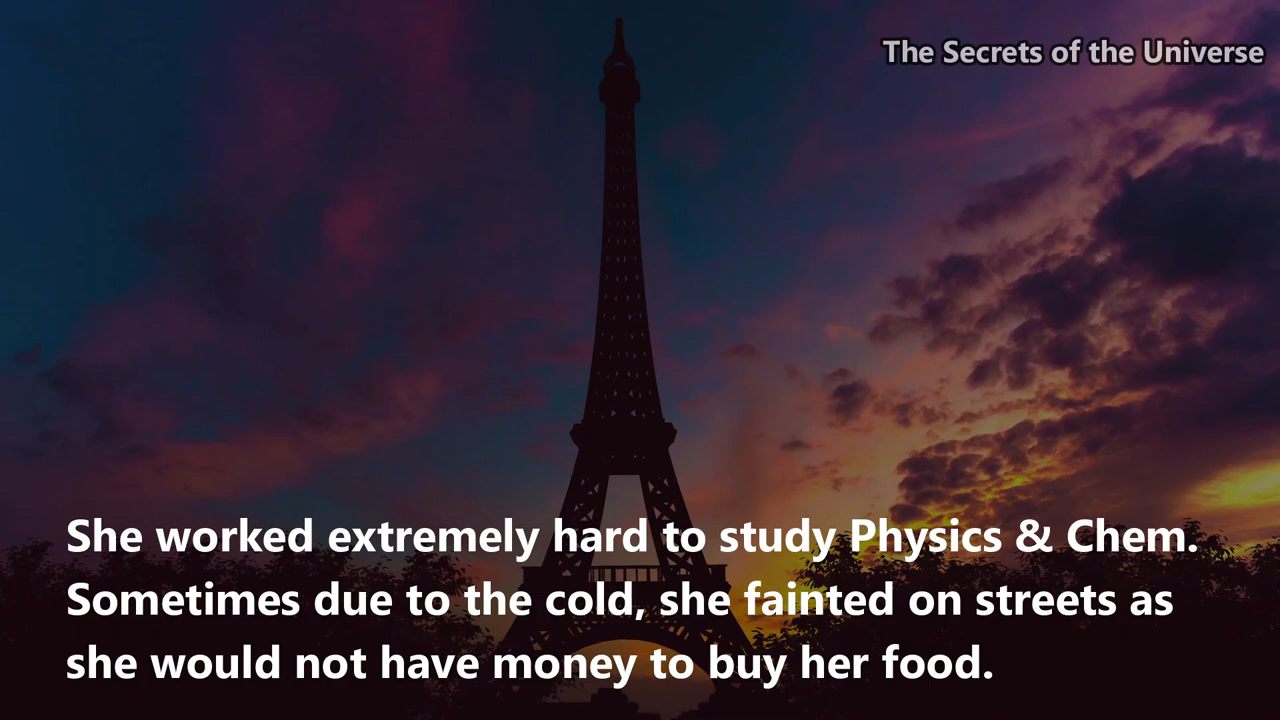 The Secrets of the Universe
She worked extremely hard to study Physics & Chem.
Sometimes due to the cold, she fainted on streets as
she would not have money to buy her food.